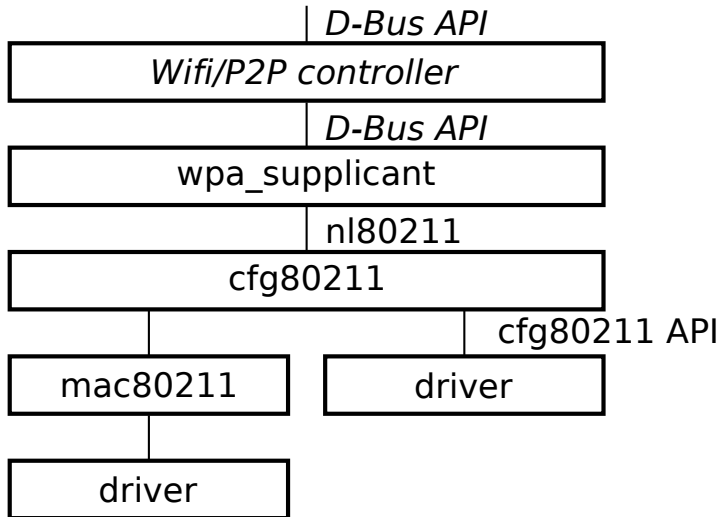 D-Bus API
Wifi/P2P controller
D-Bus API
wpa_supplicant
nl80211
cfg80211
cfg80211 API
mac80211
driver
driver